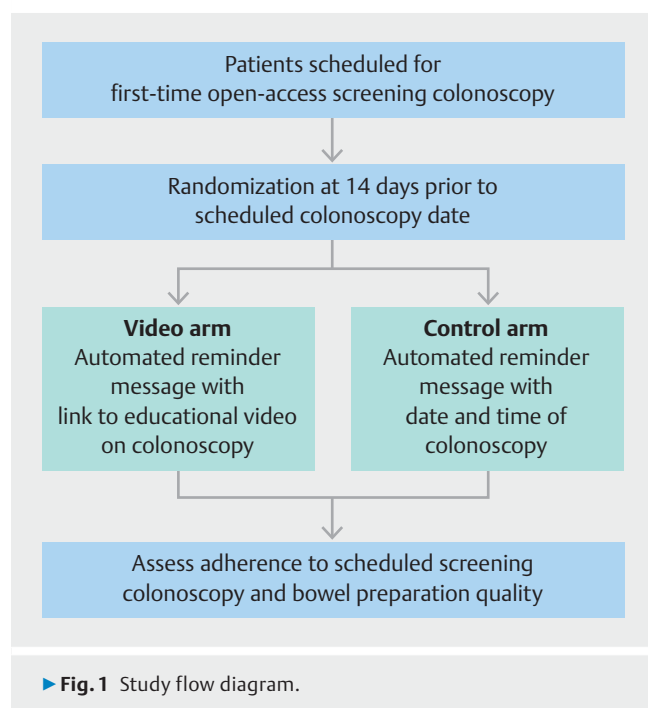 Patients scheduled for
first-time open-access screening colonoscopy
Randomization at 14 days prior to
scheduled colonoscopy date
Video arm
Automated reminder
message with
link to educational video
on colonoscopy
Control arm
Automated reminder
message with
date and time of
colonoscopy
Assess adherence to scheduled screening
colonoscopy and bowel preparation quality
▶ Fig. 1 Study flow diagram.